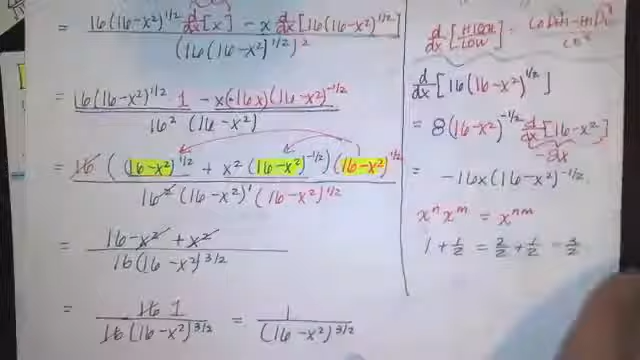 = 16(16-x²)^1/2 d/dx[x] - x d/dx[16(16-x²)^1/2] / (16(16-x²)^1/2)²
= 16(16-x²)^1/2 1 - x(-16x)(16-x²)^-1/2 / 16² (16-x²)
= 16 ((16-x²)^1/2 + x² (16-x²)^-1/2) (16-x²)^1/2 / 16² (16-x²)^1 (16-x²)^1/2
= 16-x² + x² / 16(16-x²)^3/2
= 16 1 / 16(16-x²)^3/2 = 1 / (16-x²)^3/2
d/dx [HIGH/LOW] =
d/dx [16(16-x²)^1/2]
= 8(16-x²)^-1/2 d/dx[16-x²]
= -16x(16-x²)^-1/2
x^n x^m = x^nm
1 + 1/2 = 2/2 + 1/2 = 3/2